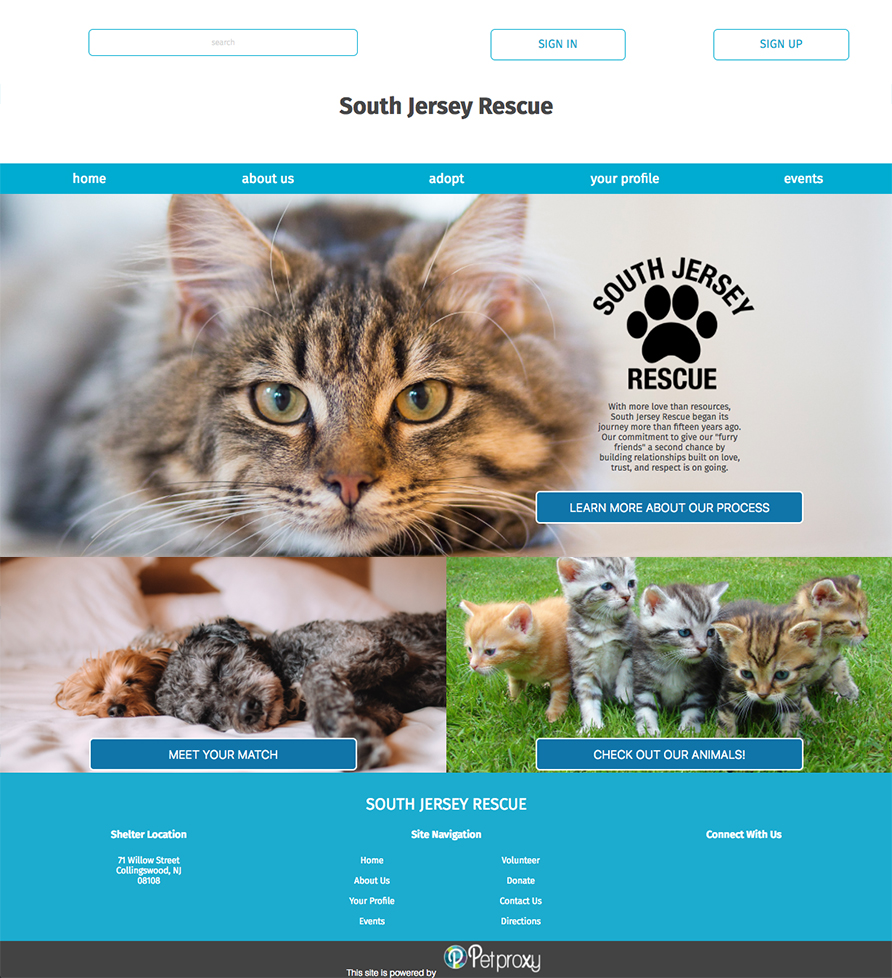 search
SIGN IN
SIGN UP
South Jersey Rescue
home
about us
adopt
your profile
events
SOUTH JERSEY
RESCUE
With more love than resources,
South Jersey Rescue began its
journey more than fifteen years ago.
Our commitment to give our "furry
friends" a second chance by
building relationships built on love,
trust, and respect is on going.
LEARN MORE ABOUT OUR PROCESS
MEET YOUR MATCH
CHECK OUT OUR ANIMALS!
SOUTH JERSEY RESCUE
Shelter Location
71 Willow Street
Collingswood, NJ
08108
Site Navigation
Home
About Us
Your Profile
Events
Volunteer
Donate
Contact Us
Directions
Connect With Us
This site is powered by
Petproxy